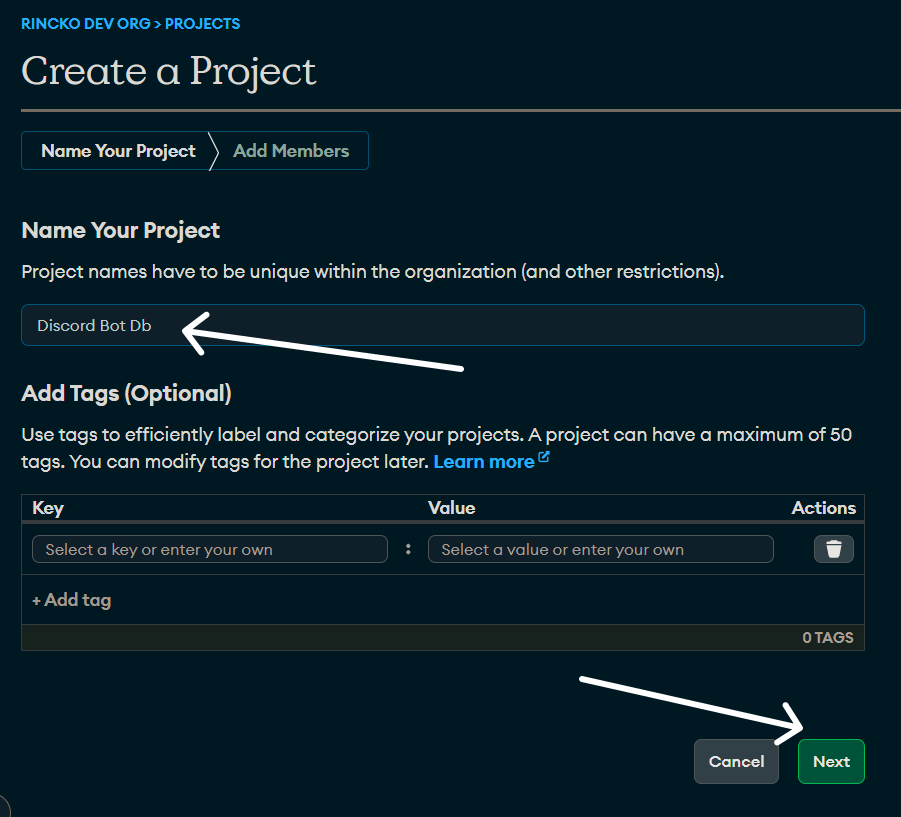 RINCKO DEV ORG > PROJECTS
Create a Project
Name Your Project
Add Members
Name Your Project
Project names have to be unique within the organization (and other restrictions).
Discord Bot Db
Add Tags (Optional)
Use tags to efficiently label and categorize your projects. A project can have a maximum of 50
tags. You can modify tags for the project later. Learn more
Key Value Actions
Select a key or enter your own : Select a value or enter your own
+ Add tag
0 TAGS
Cancel Next